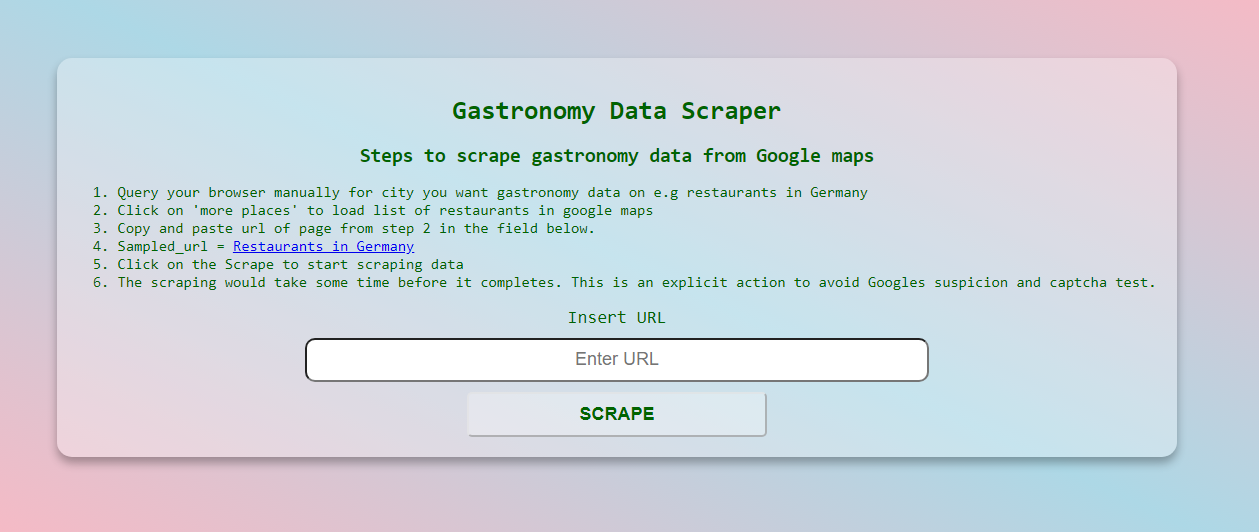 Gastronomy Data Scraper
Steps to scrape gastronomy data from Google maps
1. Query your browser manually for city you want gastronomy data on e.g restaurants in Germany
2. Click on 'more places' to load list of restaurants in google maps
3. Copy and paste url of page from step 2 in the field below.
4. Sampled_url = Restaurants in Germany
5. Click on the Scrape to start scraping data
6. The scraping would take some time before it completes. This is an explicit action to avoid Googles suspicion and captcha test.
Insert URL
Enter URL
SCRAPE